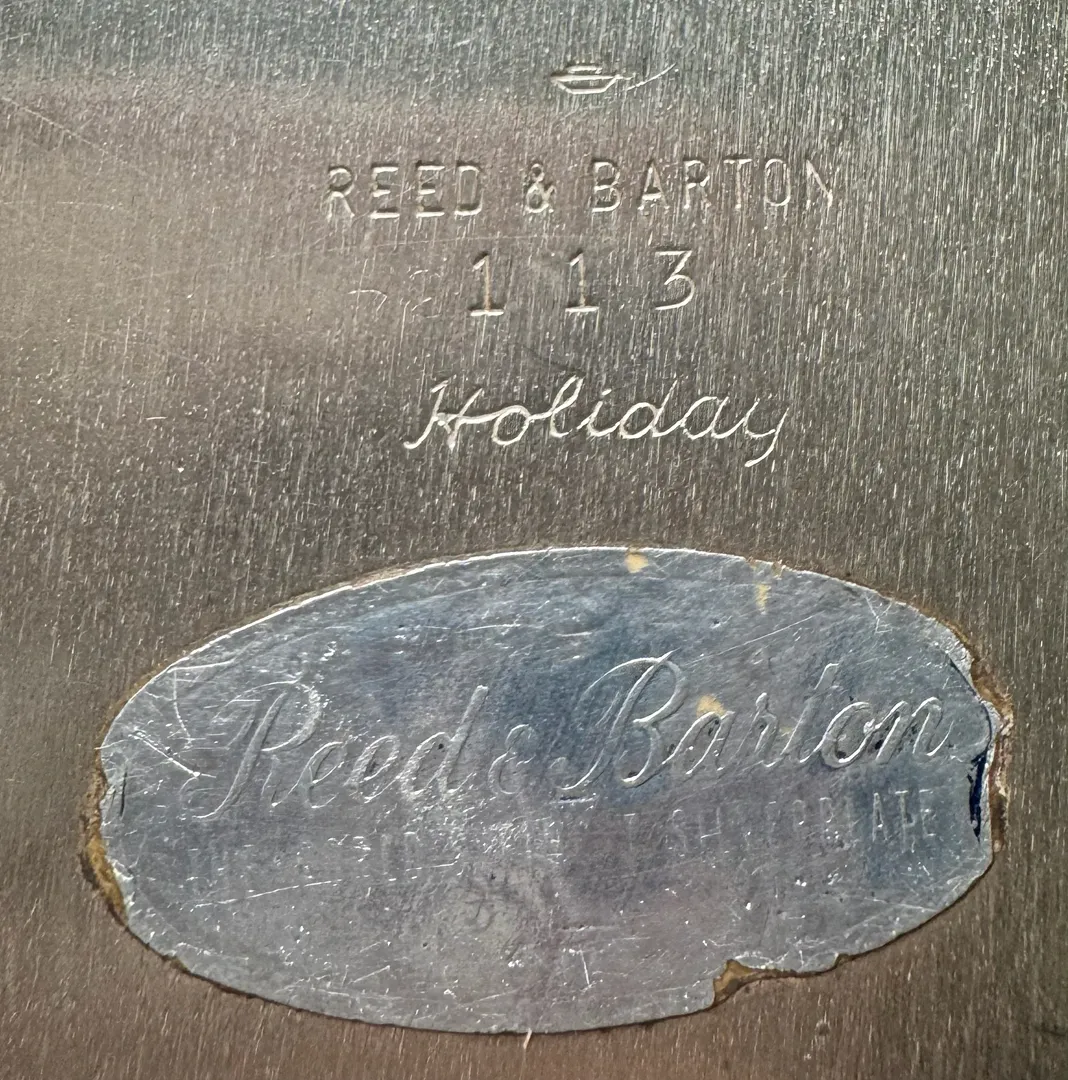 REED & BARTON
1 1 3
Holiday
Reed & Barton